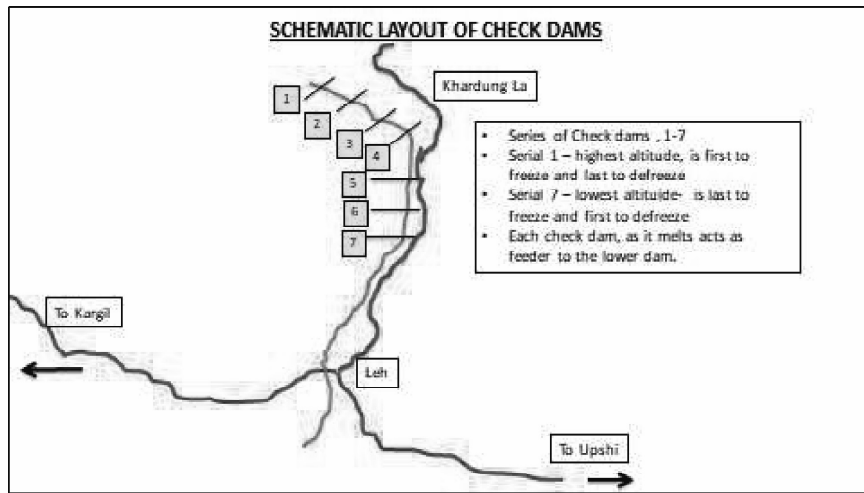 SCHEMATIC LAYOUT OF CHECK DAMS
Khardung La
1
2
3
4
5
6
7
• Series of Check dams , 1-7
• Serial 1 – highest altitude, is first to
freeze and last to defreeze
• Serial 7 – lowest altituide- is last to
freeze and first to defreeze
• Each check dam, as it melts acts as
feeder to the lower dam.
To Kargil
Leh
To Upshi